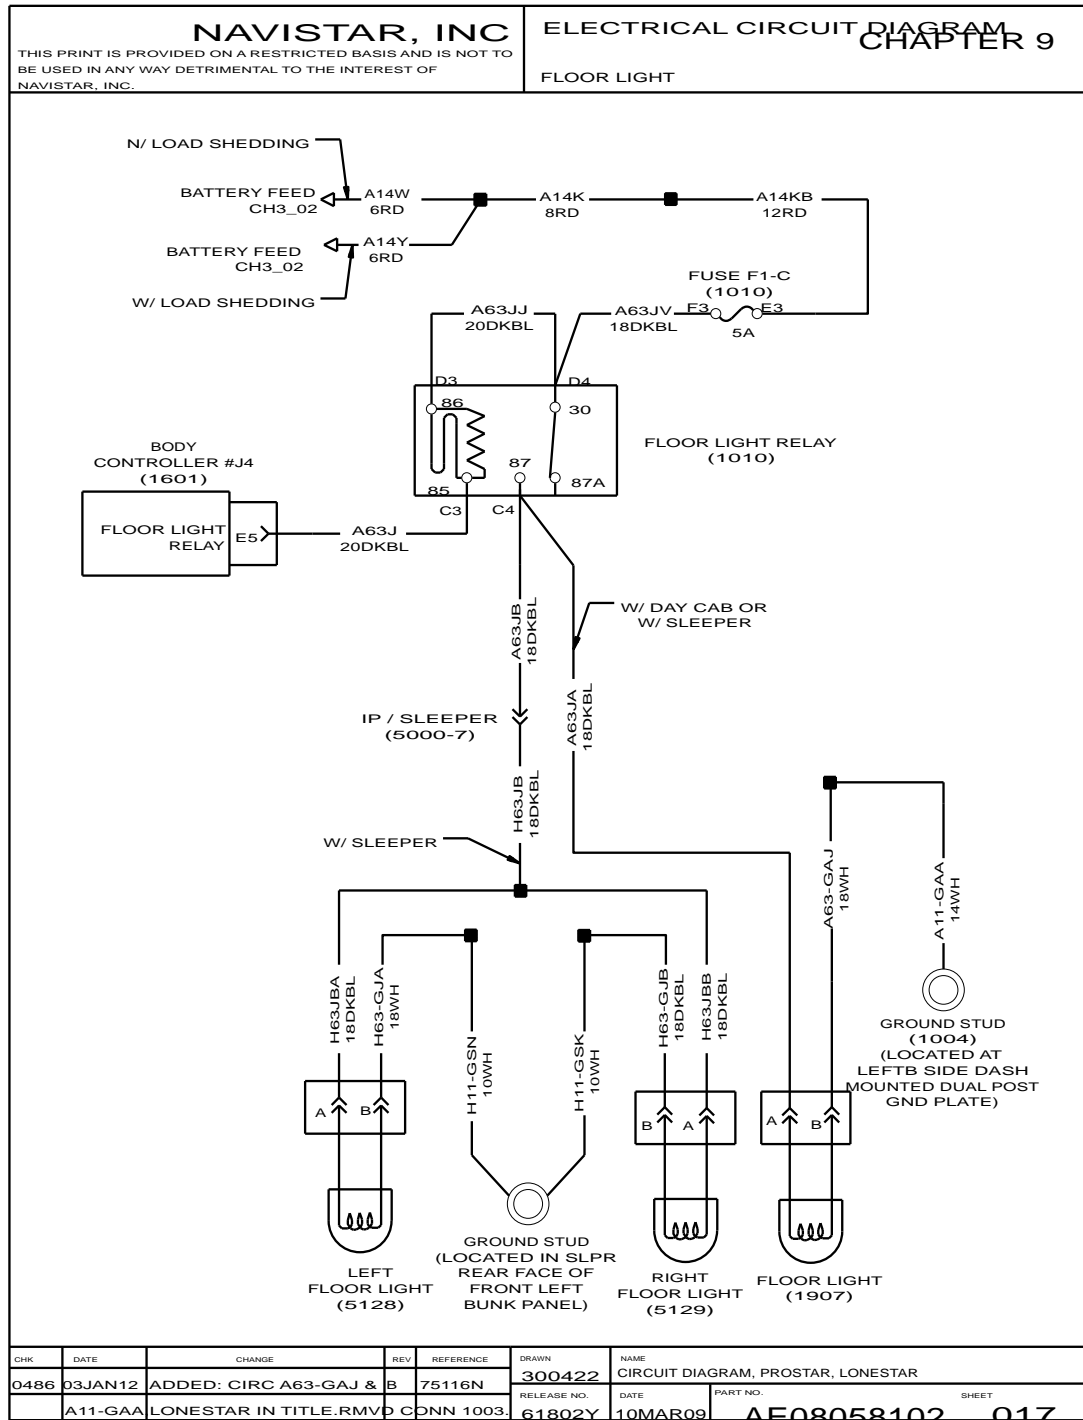 NAVISTAR, INC
THIS PRINT IS PROVIDED ON A RESTRICTED BASIS AND IS NOT TO
BE USED IN ANY WAY DETRIMENTAL TO THE INTEREST OF
NAVISTAR, INC.
ELECTRICAL CIRCUIT DIAGRAM
CHAPTER 9
FLOOR LIGHT
N/ LOAD SHEDDING
BATTERY FEED
CH3_02
A14W
6RD
A14K
8RD
A14KB
12RD
BATTERY FEED
CH3_02
A14Y
6RD
W/ LOAD SHEDDING
FUSE F1-C
(1010)
F3
E3
5A
A63JJ
20DKBL
A63JV
18DKBL
D3
D4
86
30
87
87A
85
C3
C4
FLOOR LIGHT RELAY
(1010)
BODY
CONTROLLER #J4
(1601)
FLOOR LIGHT
RELAY
E5
A63J
20DKBL
A63JB
18DKBL
W/ DAY CAB OR
W/ SLEEPER
A63JA
18DKBL
IP / SLEEPER
(5000-7)
H63JB
18DKBL
W/ SLEEPER
A63-GAJ
18WH
A11-GAA
14WH
H63JBA
18DKBL
H63-GJA
18WH
H11-GSN
10WH
H11-GSK
10WH
H63-GJB
18DKBL
H63JBB
18DKBL
GROUND STUD
(1004)
(LOCATED AT
LEFTB SIDE DASH
MOUNTED DUAL POST
GND PLATE)
A
B
B
A
A
B
GROUND STUD
(LOCATED IN SLPR
REAR FACE OF
FRONT LEFT
BUNK PANEL)
LEFT
FLOOR LIGHT
(5128)
RIGHT
FLOOR LIGHT
(5129)
FLOOR LIGHT
(1907)
CHK DATE CHANGE REV REFERENCE
0486 03JAN12 ADDED: CIRC A63-GAJ & B 75116N
A11-GAA LONESTAR IN TITLE.RMVD CONN 1003.
DRAWN
300422
NAME
CIRCUIT DIAGRAM, PROSTAR, LONESTAR
RELEASE NO.
61802Y
DATE
10MAR09
PART NO.
AE08058102
SHEET
017